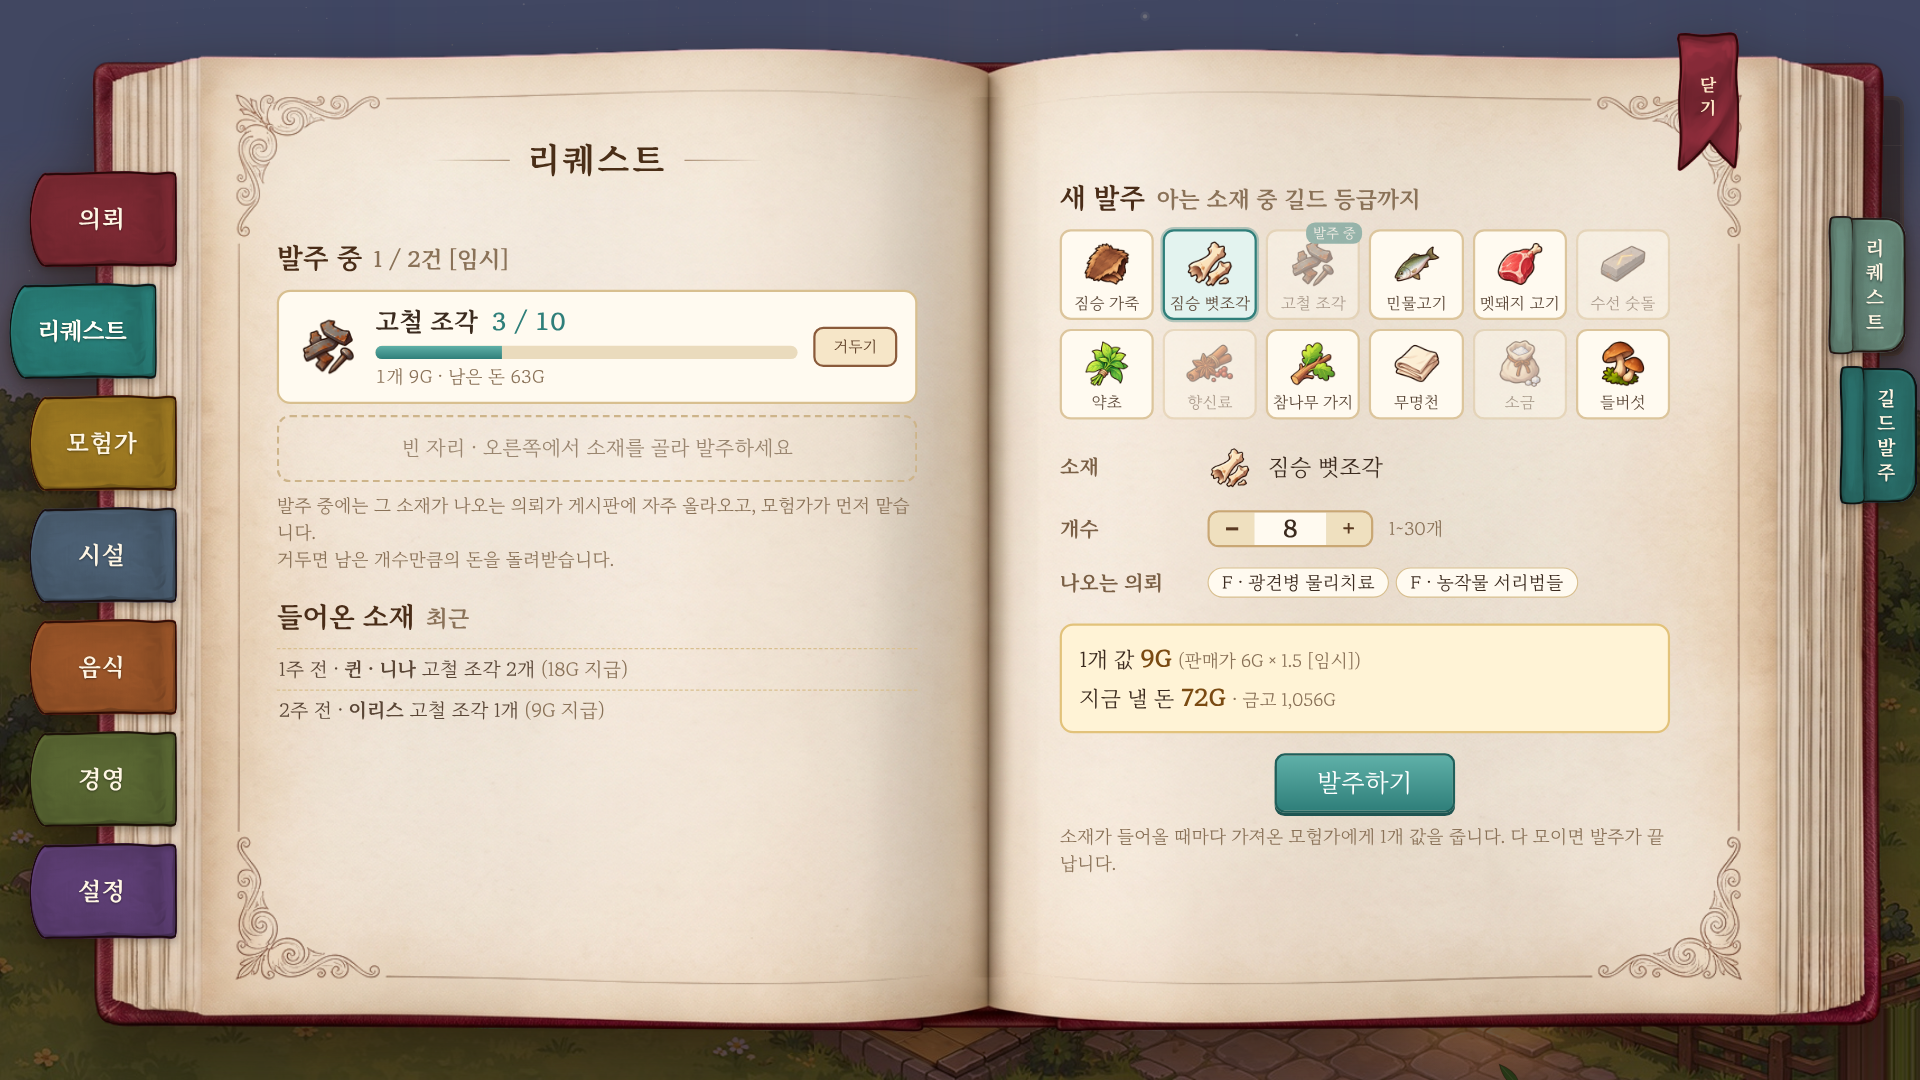 의뢰
리퀘스트
모험가
시설
음식
경영
설정
리퀘스트
발주 중 1 / 2건 [임시]
고철 조각 3 / 10
1개 9G · 남은 돈 63G
거두기
빈 자리 · 오른쪽에서 소재를 골라 발주하세요
발주 중에는 그 소재가 나오는 의뢰가 게시판에 자주 올라오고, 모험가가 먼저 맡습
니다.
거두면 남은 개수만큼의 돈을 돌려받습니다.
들어온 소재 최근
1주 전 · 퀸 · 니나 고철 조각 2개 (18G 지급)
2주 전 · 이리스 고철 조각 1개 (9G 지급)
새 발주 아는 소재 중 길드 등급까지
발주 중
짐승 가죽 짐승 뼛조각 고철 조각 민물고기 멧돼지 고기 수선 숫돌
약초 향신료 참나무 가지 무명천 소금 들버섯
소재 짐승 뼛조각
개수 − 8 + 1~30개
나오는 의뢰 F · 광견병 물리치료 F · 농작물 서리범들
1개 값 9G (판매가 6G × 1.5 [임시])
지금 낼 돈 72G · 금고 1,056G
발주하기
소재가 들어올 때마다 가져온 모험가에게 1개 값을 줍니다. 다 모이면 발주가 끝
납니다.
닫기
리퀘스트
길드발주